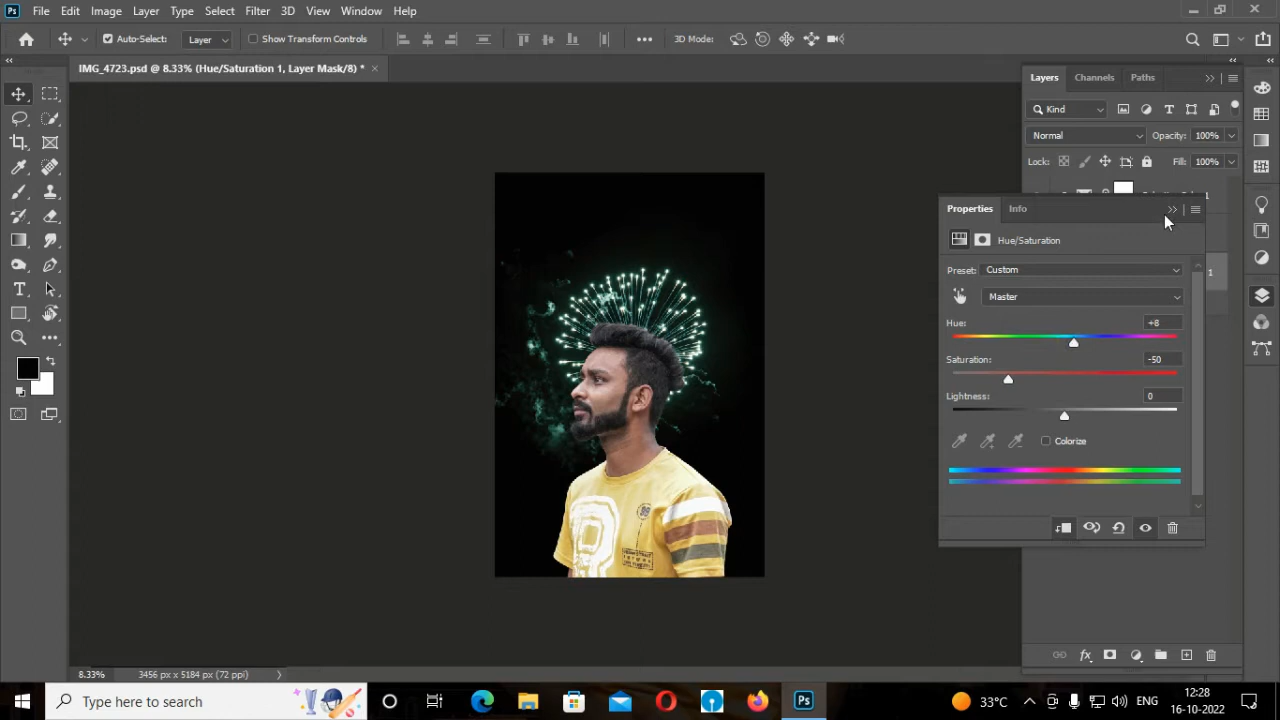 Ps File Edit Image Layer Type Select Filter 3D View Window Help
Auto-Select: Layer Show Transform Controls 3D Mode:
IMG_4723.psd @ 8.33% (Hue/Saturation 1, Layer Mask/8) *
Layers Channels Paths
Kind
Normal Opacity: 100%
Lock: Fill: 100%
Properties Info
Hue/Saturation
Preset: Custom
Master
Hue: +8
Saturation: -50
Lightness: 0
Colorize
1
8.33% 3456 px x 5184 px (72 ppi)
Type here to search
Ps
33°C
ENG
12:28
16-10-2022